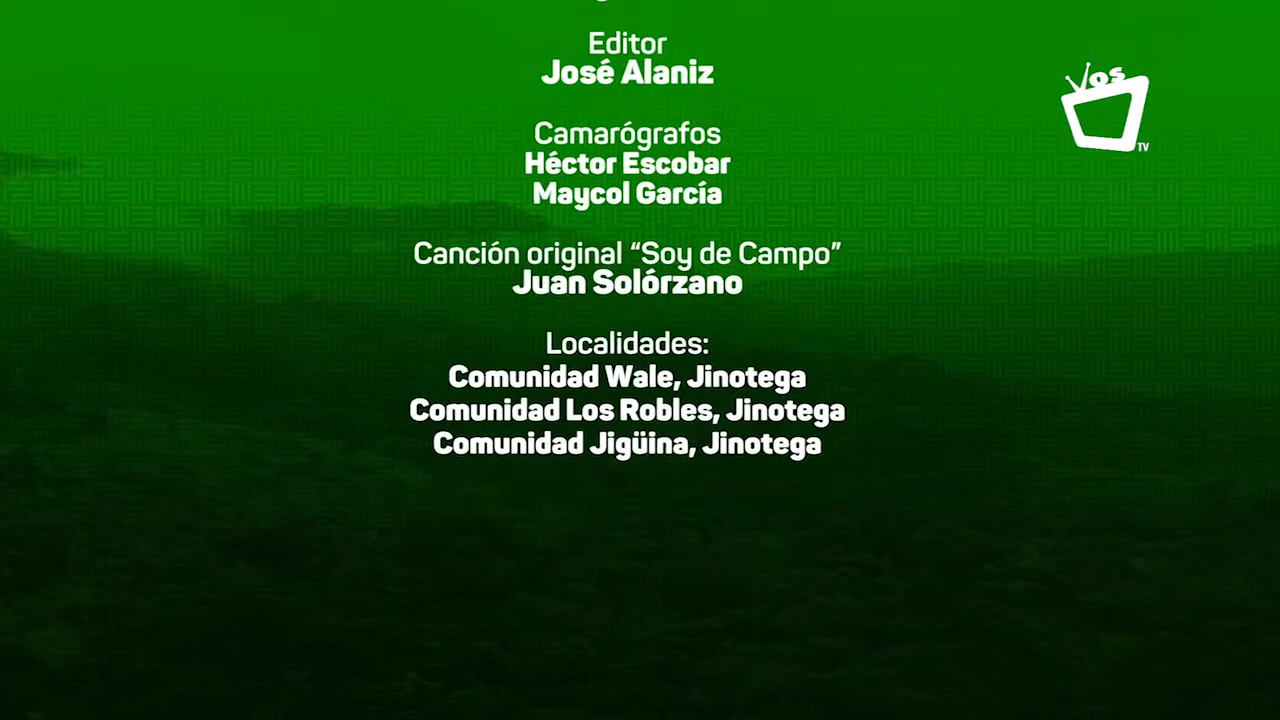 Editor
José Alaniz
Camarógrafos
Héctor Escobar
Maycol García
Canción original “Soy de Campo”
Juan Solórzano
Localidades:
Comunidad Wale, Jinotega
Comunidad Los Robles, Jinotega
Comunidad Jigüina, Jinotega
VOS
TV